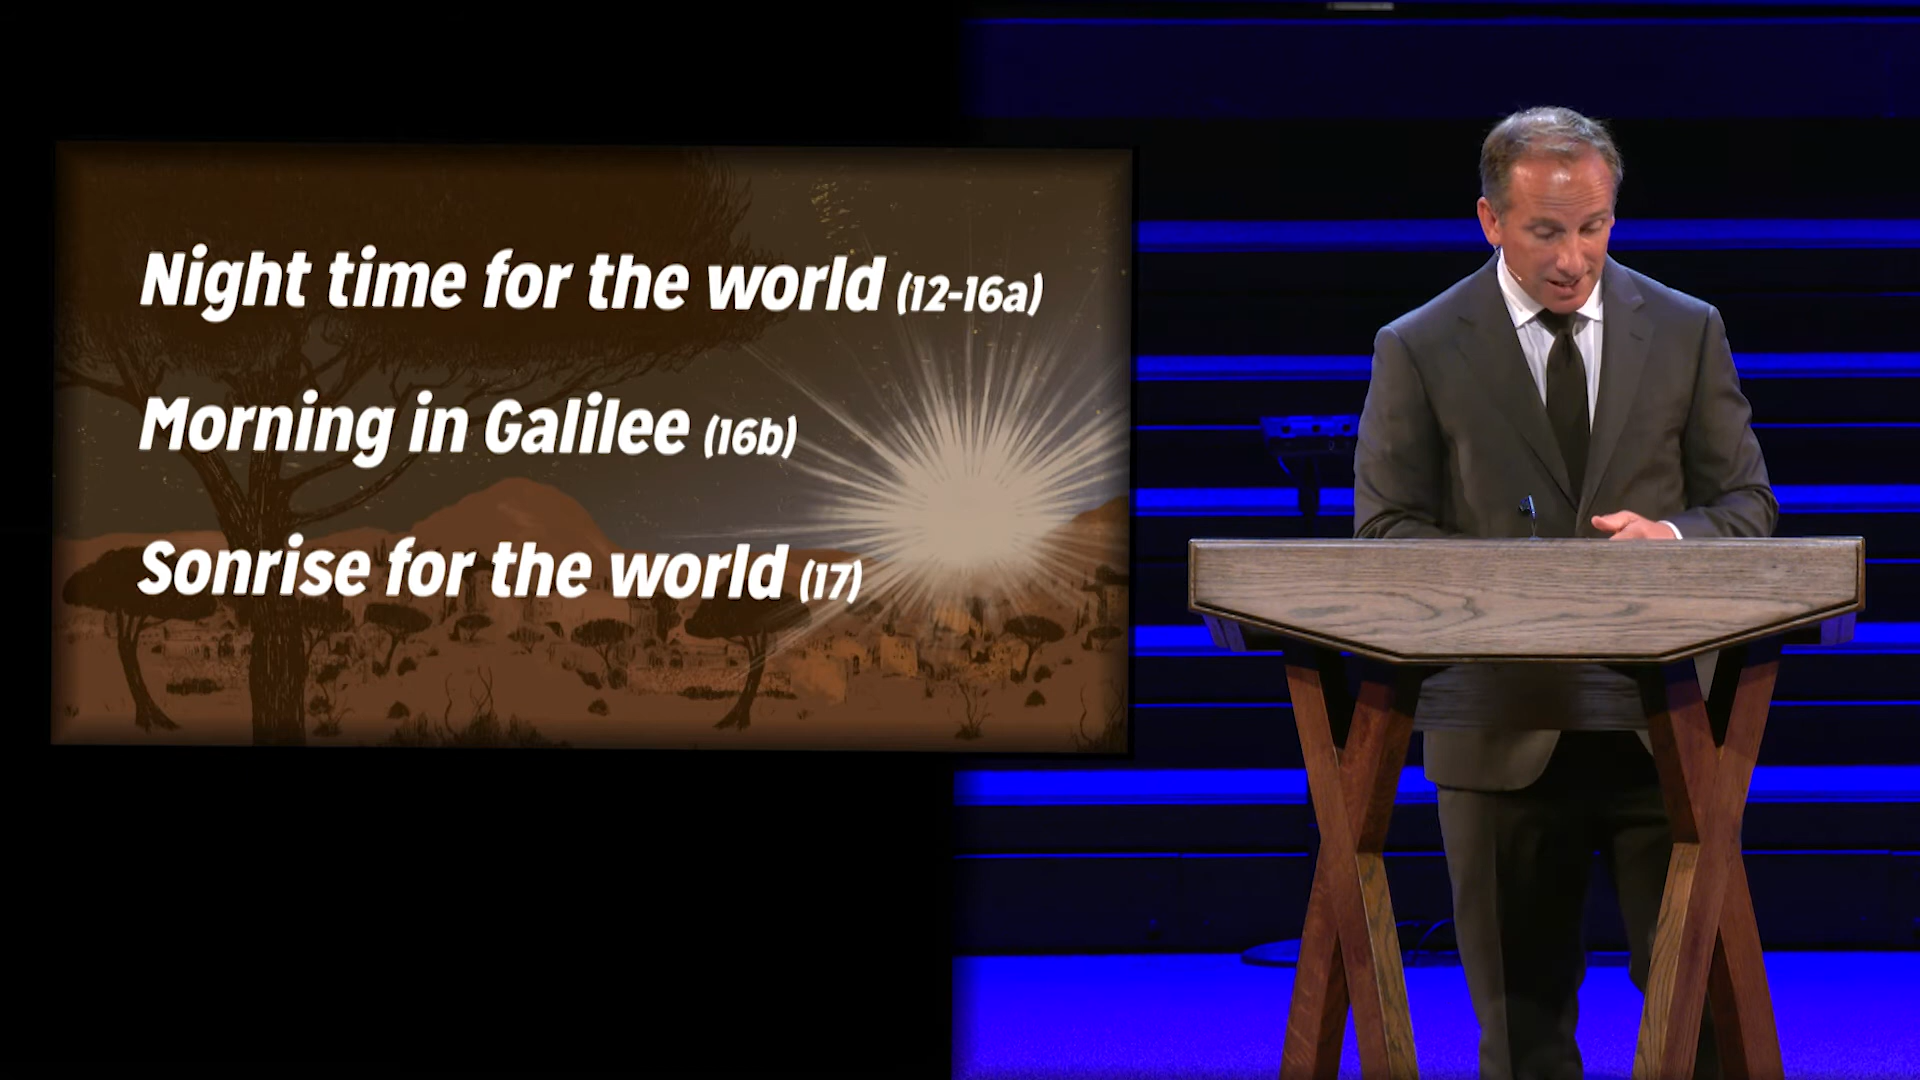 Night time for the world (12-16a)
Morning in Galilee (16b)
Sonrise for the world (17)